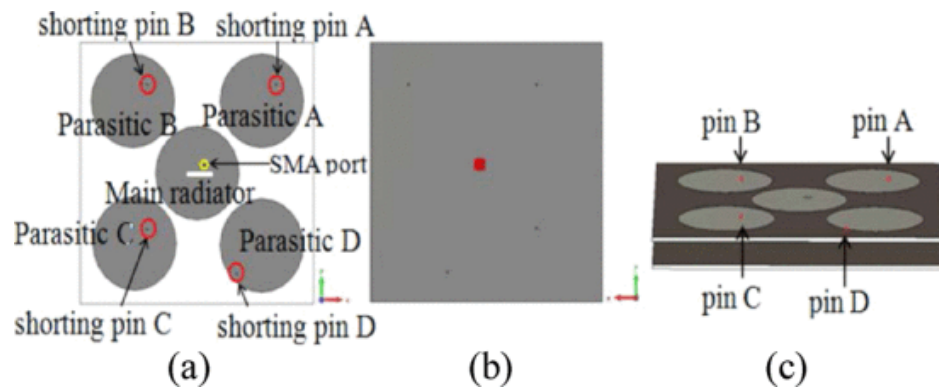 shorting pin B
shorting pin A
Parasitic B
Parasitic A
SMA port
Main radiator
Parasitic C
Parasitic D
shorting pin C
shorting pin D
(a)
(b)
pin B
pin A
pin C
pin D
(c)